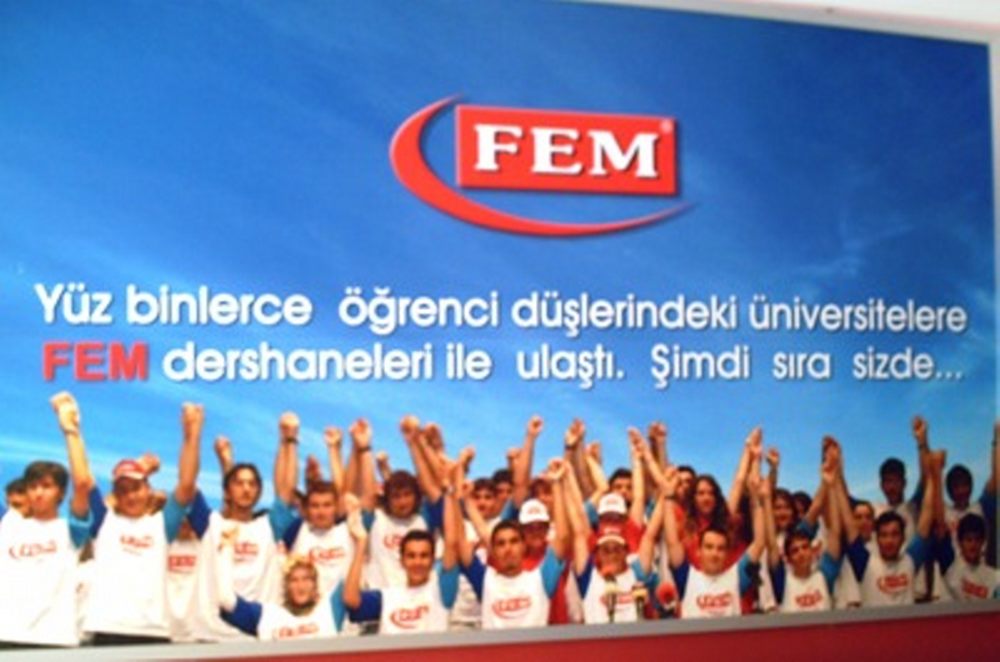 FEM
Yüz binlerce öğrenci düşlerindeki üniversitelere
FEM dershaneleri ile ulaştı. Şimdi sıra sizde...